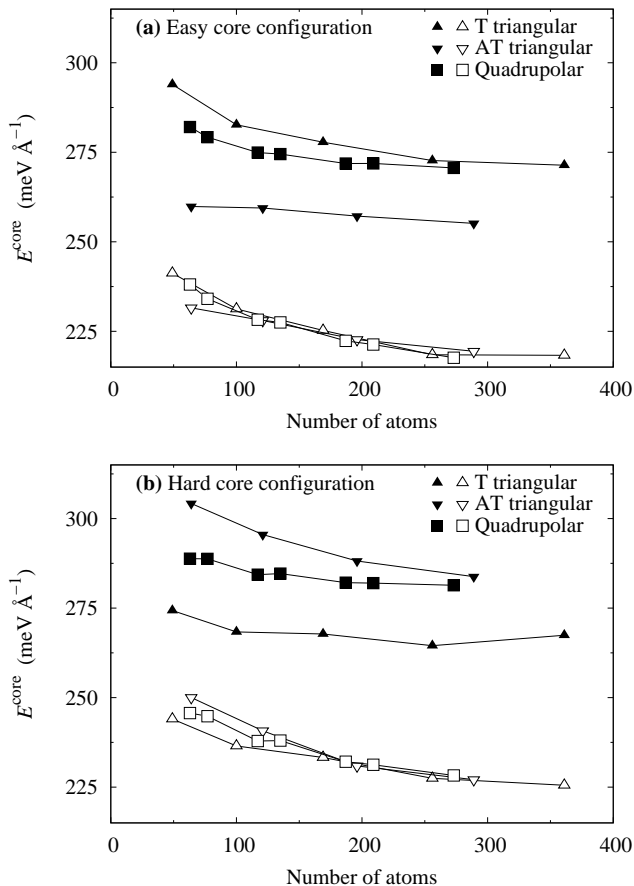 (a) Easy core configuration
T triangular
AT triangular
Quadrupolar
300
275
250
225
E^core (meV Å⁻¹)
0 100 200 300 400
Number of atoms
(b) Hard core configuration
T triangular
AT triangular
Quadrupolar
300
275
250
225
E^core (meV Å⁻¹)
0 100 200 300 400
Number of atoms